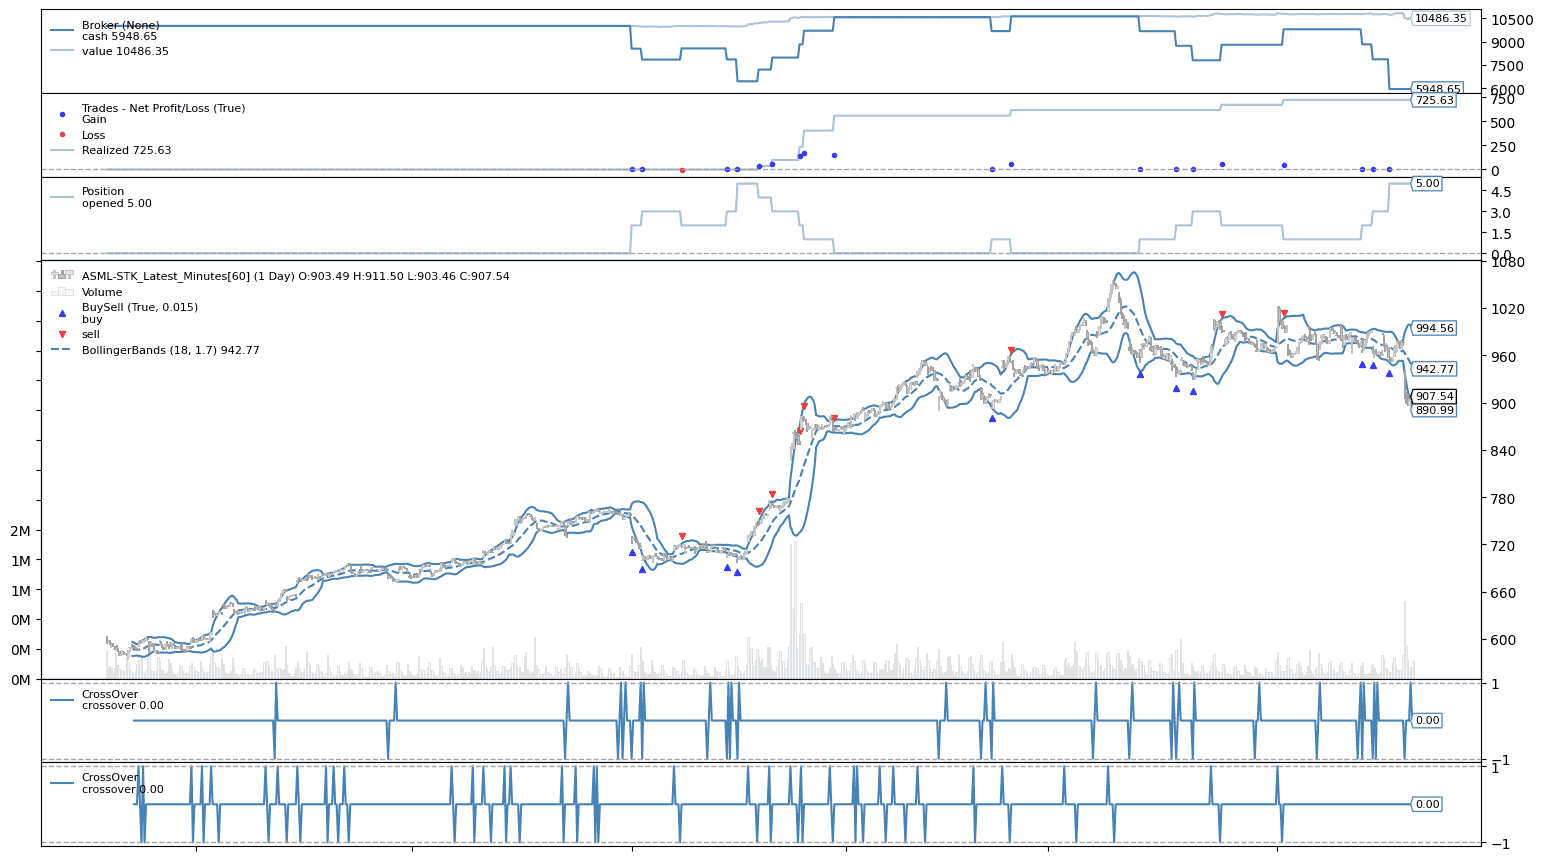 Broker (None)
cash 5948.65
value 10486.35
10486.35
10500
9000
7500
6000
5948.65
Trades - Net Profit/Loss (True)
Gain
Loss
Realized 725.63
725.63
750
500
250
0
Position
opened 5.00
5.00
4.5
3.0
1.5
0.0
ASML-STK_Latest_Minutes[60] (1 Day) O:903.49 H:911.50 L:903.46 C:907.54
Volume
BuySell (True, 0.015)
buy
sell
BollingerBands (18, 1.7) 942.77
1080
1020
994.56
960
942.77
907.54
900
890.99
840
780
720
660
600
2M
1M
1M
0M
0M
0M
CrossOver
crossover 0.00
1
0.00
−1
CrossOver
crossover 0.00
1
0.00
−1